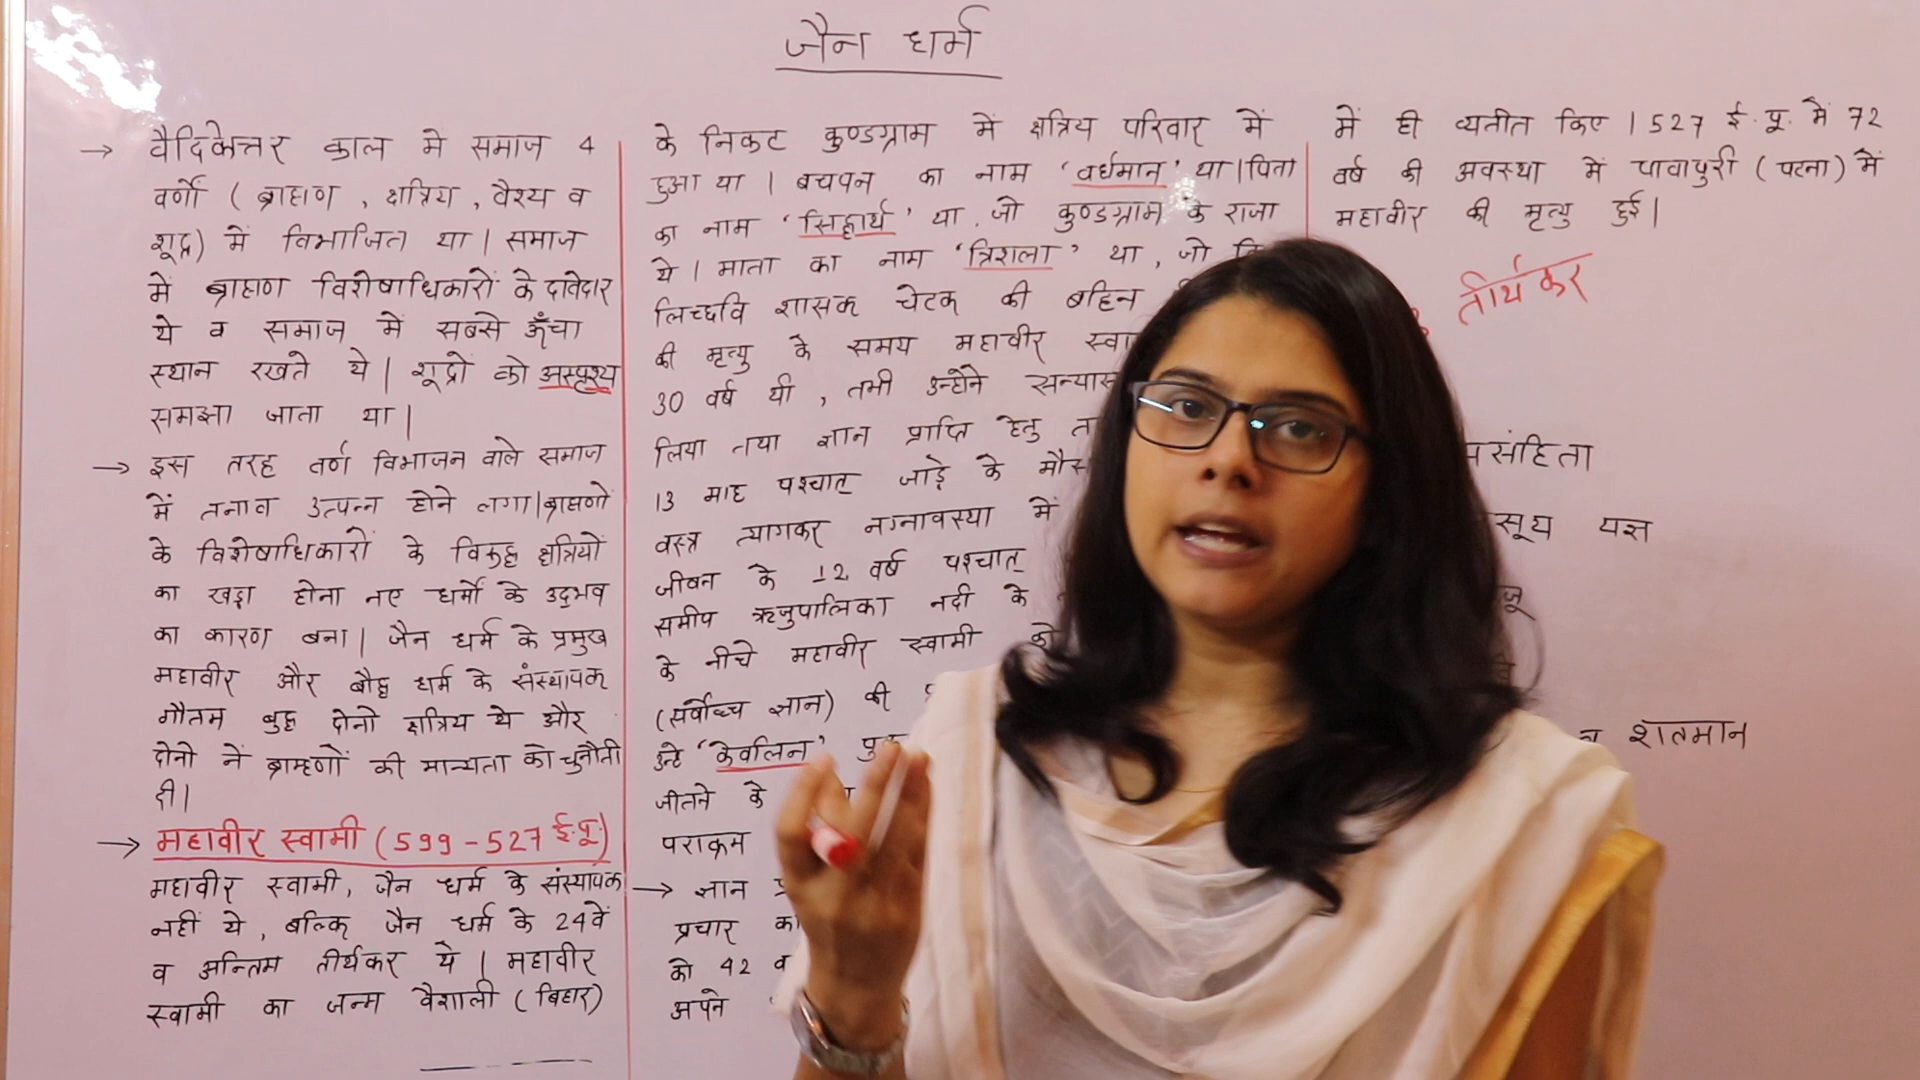 जैन धर्म
→ वैदिकेत्तर काल मे समाज 4
वर्णों (ब्राह्मण, क्षत्रिय, वैश्य व
शूद्र) में विभाजित था। समाज
में ब्राह्मण विशेषाधिकारों के दावेदार
थे व समाज में सबसे ऊँचा
स्थान रखते थे। शूद्रों को अस्पृश्य
समझा जाता था।
→ इस तरह वर्ण विभाजन वाले समाज
में तनाव उत्पन्न होने लगा।ब्राह्मणों
के विशेषाधिकारों के विरुद्ध क्षत्रियों
का खड़ा होना नए धर्मों के उद्भव
का कारण बना। जैन धर्म के प्रमुख
महावीर और बौद्ध धर्म के संस्थापक
गौतम बुद्ध दोनो क्षत्रिय थे और
दोनो ने ब्राम्हणों की मान्यता को चुनौती
दी।
→ महावीर स्वामी (599-527 ई.पू.)
महावीर स्वामी, जैन धर्म के संस्थापक
नहीं थे, बल्कि जैन धर्म के 24वें
व अन्तिम तीर्थकर थे। महावीर
स्वामी का जन्म वैशाली (बिहार)
के निकट कुण्डग्राम में क्षत्रिय परिवार में
हुआ था। बचपन का नाम 'वर्धमान' था।पिता
का नाम 'सिद्धार्थ' था, जो कुण्डग्राम के राजा
थे। माता का नाम 'त्रिशला' था, जो
लिच्छवि शासक चेटक की बहिन
की मृत्यु के समय महावीर
30 वर्ष थी, तभी उन्होंने
लिया तथा ज्ञान प्राप्ति हेतु
13 माह पश्चात् जाड़े के
वस्त्र त्यागकर नग्नावस्था में
जीवन के 12 वर्ष पश्चात्
समीप ऋजुपालिका नदी के
के नीचे महावीर स्वामी को
(सर्वोच्च ज्ञान) की
उन्हे 'केवलिन'
जीतने के
पराक्रम
→ ज्ञान
प्रचार
को 42
अपने
में ही व्यतीत किए। 527 ई.पू. में 72
वर्ष की अवस्था में पावापुरी (पटना) में
महावीर की मृत्यु हुई।
तीर्थकर
संहिता
यज्ञ
शतमान